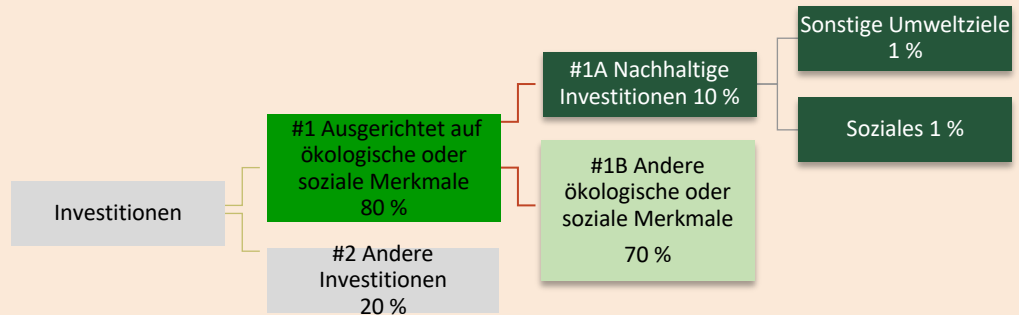 Investitionen
#1 Ausgerichtet auf
ökologische oder
soziale Merkmale
80 %
#2 Andere
Investitionen
20 %
#1A Nachhaltige
Investitionen 10 %
#1B Andere
ökologische oder
soziale Merkmale
70 %
Sonstige Umweltziele
1 %
Soziales 1 %